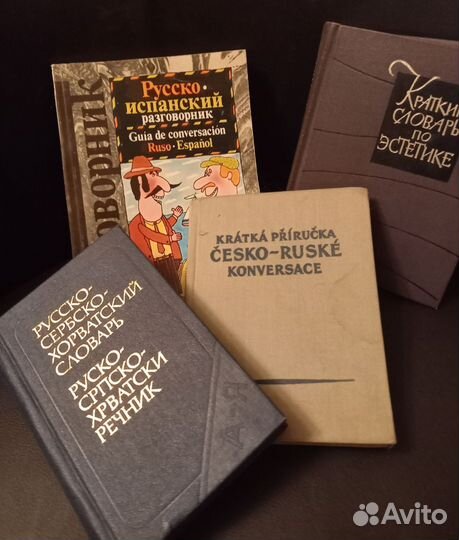 Русско-
испанский
разговорник
Guía de conversación
Ruso-Español
КРАТКИЙ
СЛОВАРЬ
ПО
ЭСТЕТИКЕ
KRÁTKÁ PŘÍRUČKA
ČESKO-RUSKÉ
KONVERSACE
РУССКО-
СЕРБСКО-
ХОРВАТСКИЙ
СЛОВАРЬ
РУСКО-
СРПСКО-
ХРВАТСКИ
РЕЧНИК
А-Я
Avito